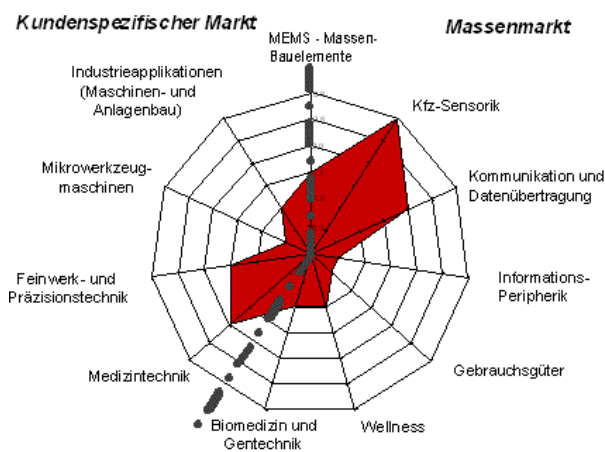 Kundenspezifischer Markt
Massenmarkt
MEMS - Massen-
Bauelemente
Industrieapplikationen
(Maschinen- und
Anlagenbau)
Kfz-Sensorik
Mikrowerkzeug-
maschinen
Kommunikation und
Datenübertragung
Feinwerk- und
Präzisionstechnik
Informations-
Peripherik
Medizintechnik
Gebrauchsgüter
Biomedizin und
Gentechnik
Wellness